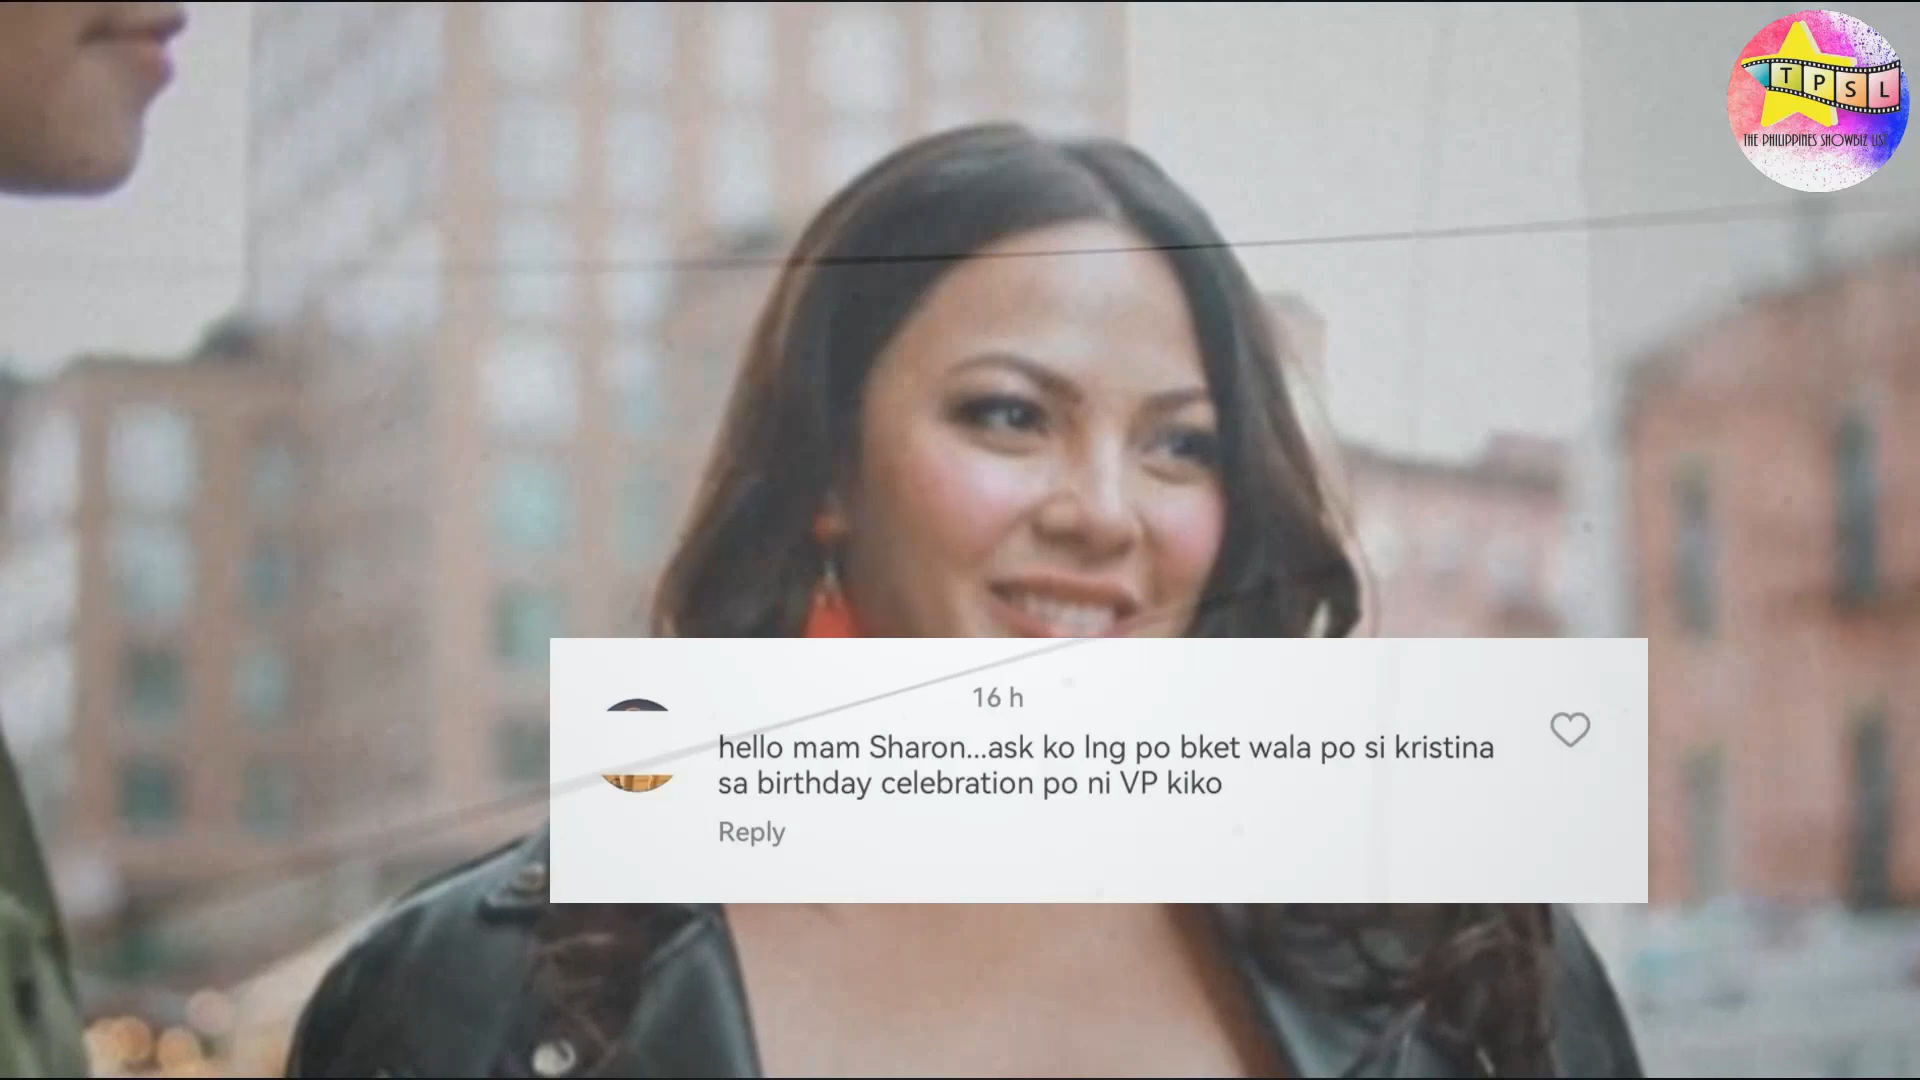 T P S L
THE PHILIPPINES SHOWBIZ LIST
16 h
hello mam Sharon...ask ko lng po bket wala po si kristina
sa birthday celebration po ni VP kiko
Reply